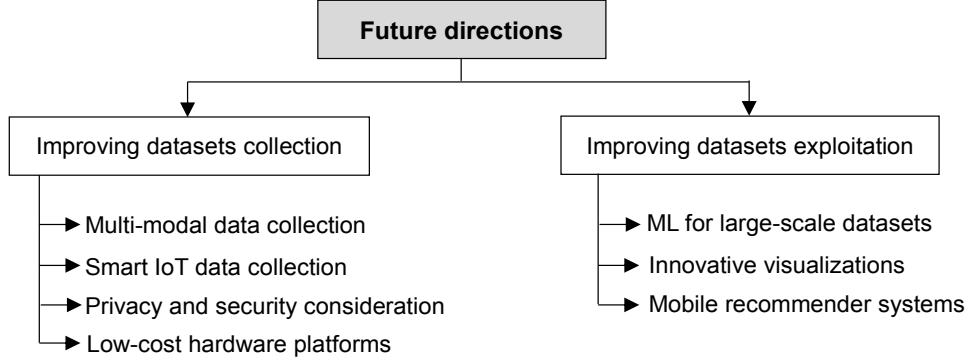 Future directions
Improving datasets collection
Multi-modal data collection
Smart IoT data collection
Privacy and security consideration
Low-cost hardware platforms
Improving datasets exploitation
ML for large-scale datasets
Innovative visualizations
Mobile recommender systems